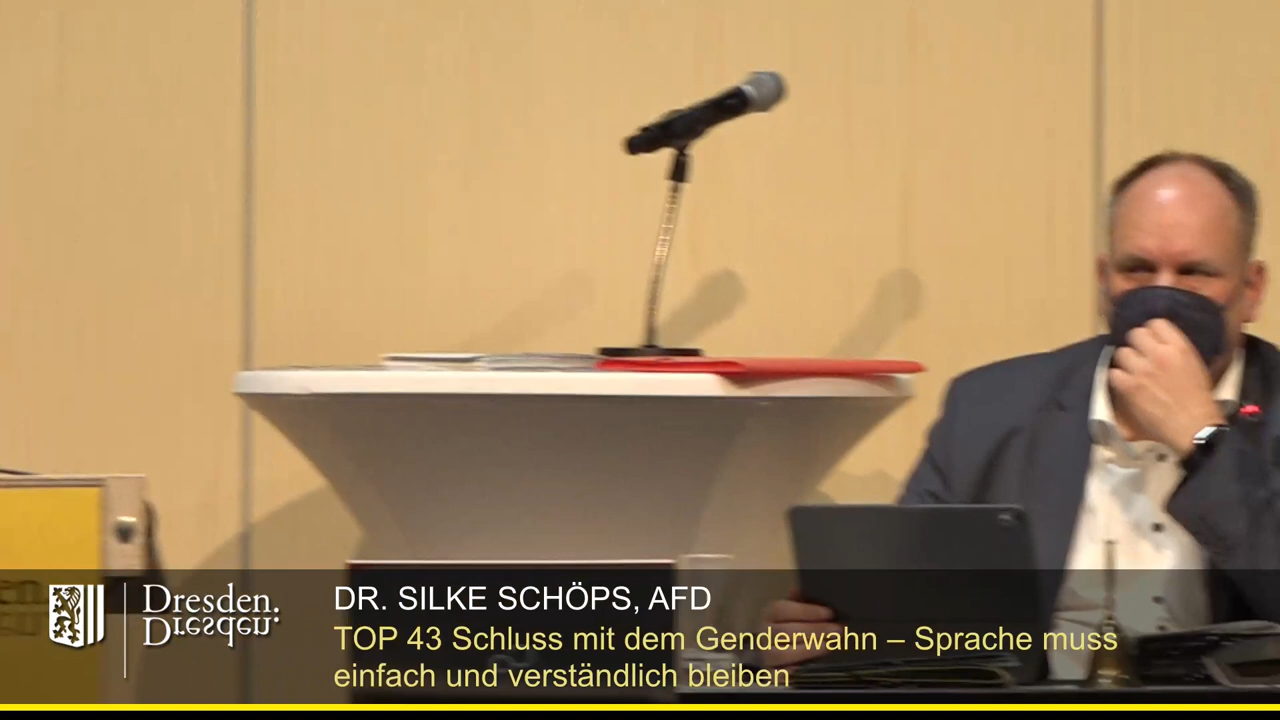 Dresden.
DR. SILKE SCHÖPS, AFD
TOP 43 Schluss mit dem Genderwahn – Sprache muss
einfach und verständlich bleiben